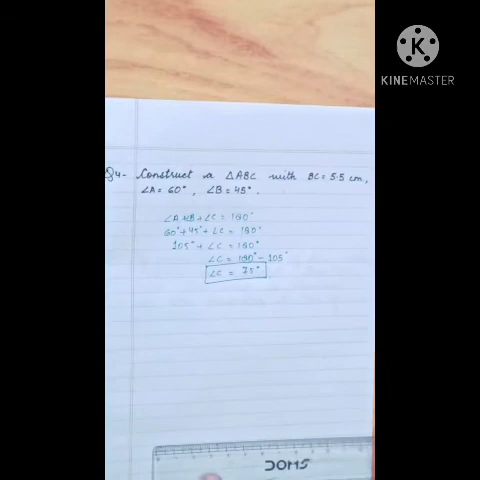 KINEMASTER
Q4- Construct a △ABC with BC = 5.5 cm,
∠A = 60°, ∠B = 45°.
∠A+∠B+∠C = 180°
60°+45°+∠C = 180°
105°+∠C = 180°
∠C = 180°-105°
∠C = 75°
DOMS